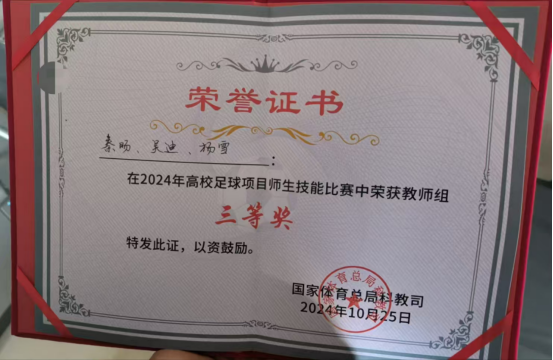 荣誉证书
秦旸、吴迪、杨雪:
在2024年高校足球项目师生技能比赛中荣获教师组
三等奖
特发此证，以资鼓励。
国家体育总局科教司
2024年10月25日